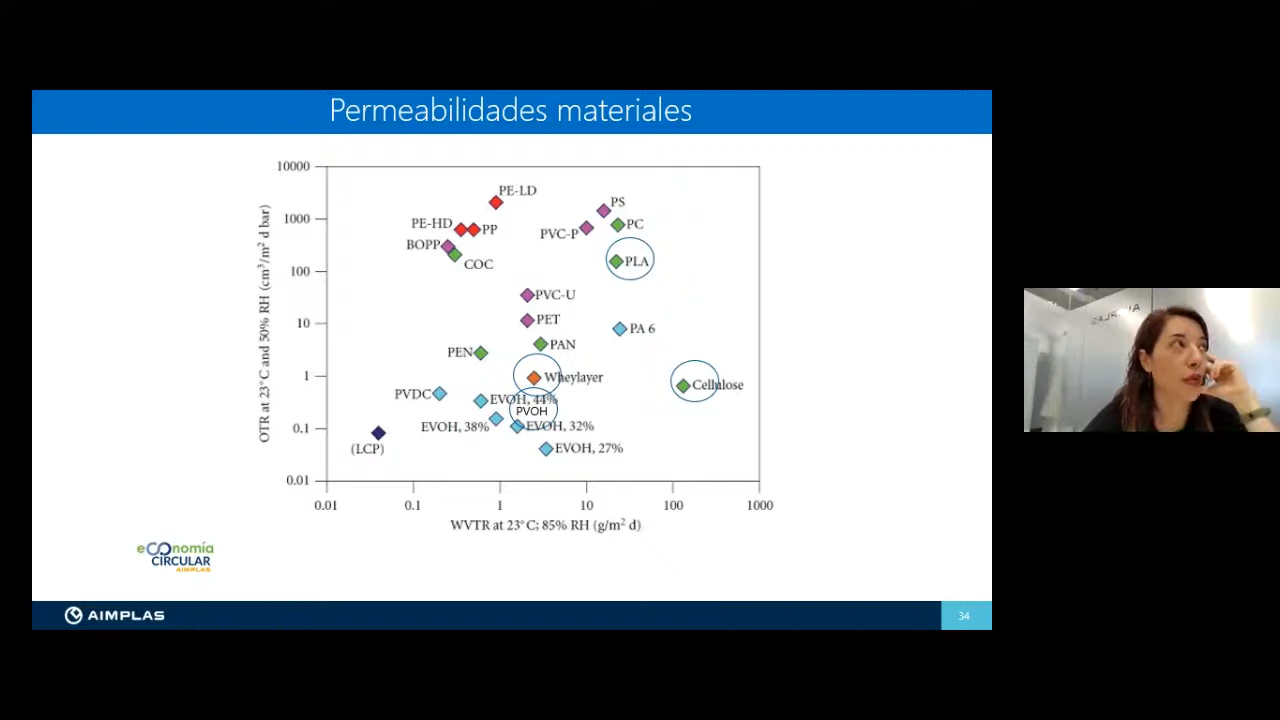 Permeabilidades materiales
OTR at 23°C and 50% RH (cm³/m² d bar)
10000
1000
100
10
1
0.1
0.01
PE-LD
PE-HD
PP
BOPP
COC
PS
PC
PVC-P
PLA
PVC-U
PET
PA 6
PAN
PEN
Wheylayer
Cellulose
PVDC
EVOH, 44%
PVOH
EVOH, 38%
EVOH, 32%
EVOH, 27%
(LCP)
0.01
0.1
1
10
100
1000
WVTR at 23°C; 85% RH (g/m² d)
economía
CIRCULAR
AIMPLAS
AIMPLAS
34